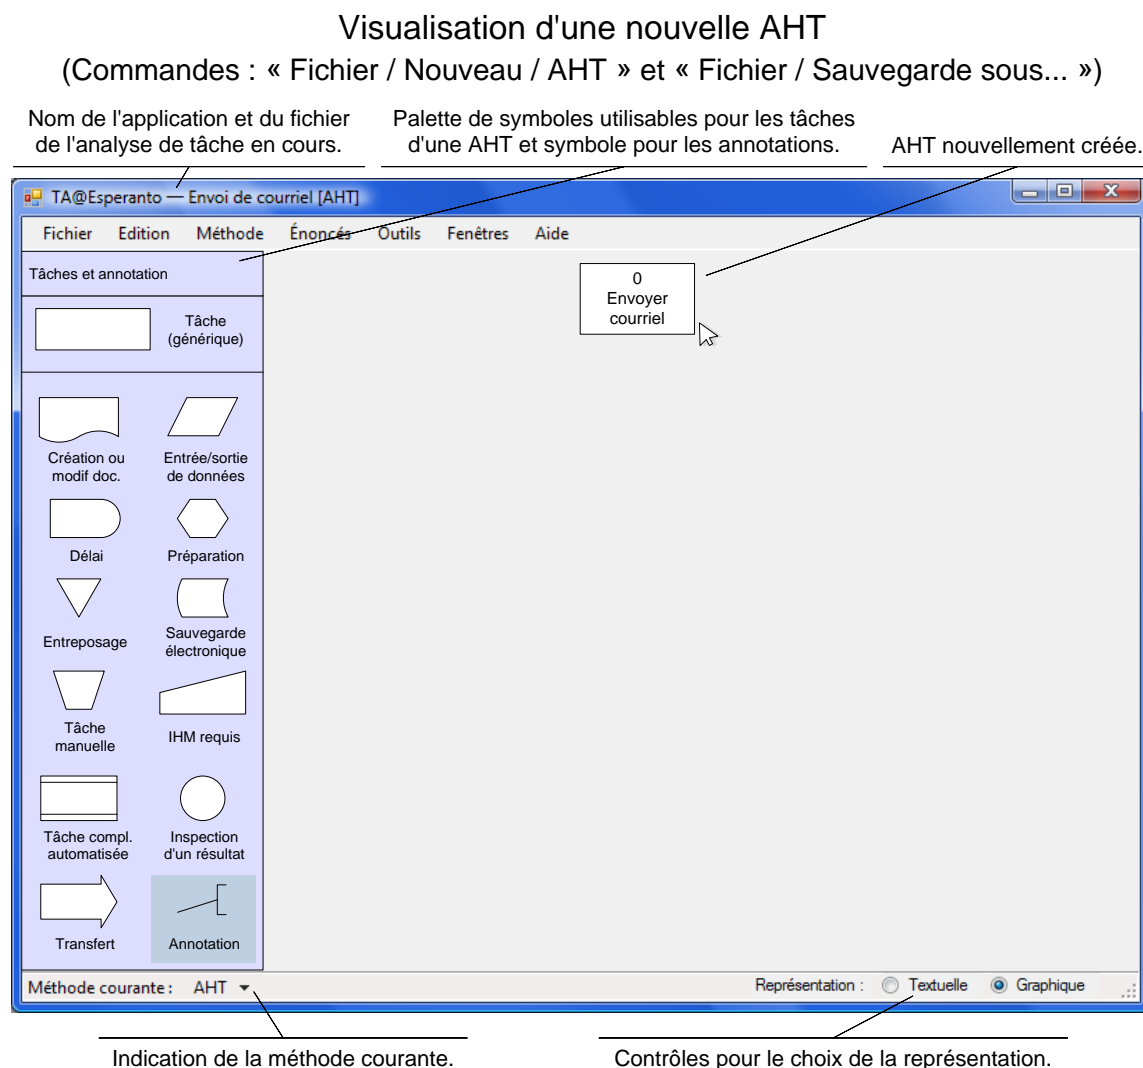 Visualisation d'une nouvelle AHT
(Commandes : « Fichier / Nouveau / AHT » et « Fichier / Sauvegarde sous... »)
Nom de l'application et du fichier
de l'analyse de tâche en cours.
Palette de symboles utilisables pour les tâches
d'une AHT et symbole pour les annotations.
AHT nouvellement créée.
TA@Esperanto — Envoi de courriel [AHT]
Fichier Edition Méthode Énoncés Outils Fenêtres Aide
Tâches et annotation
0
Envoyer
courriel
Tâche
(générique)
Création ou
modif doc.
Entrée/sortie
de données
Délai
Préparation
Entreposage
Sauvegarde
électronique
Tâche
manuelle
IHM requis
Tâche compl.
automatisée
Inspection
d'un résultat
Transfert
Annotation
Méthode courante : AHT
Représentation : Textuelle Graphique
Indication de la méthode courante.
Contrôles pour le choix de la représentation.